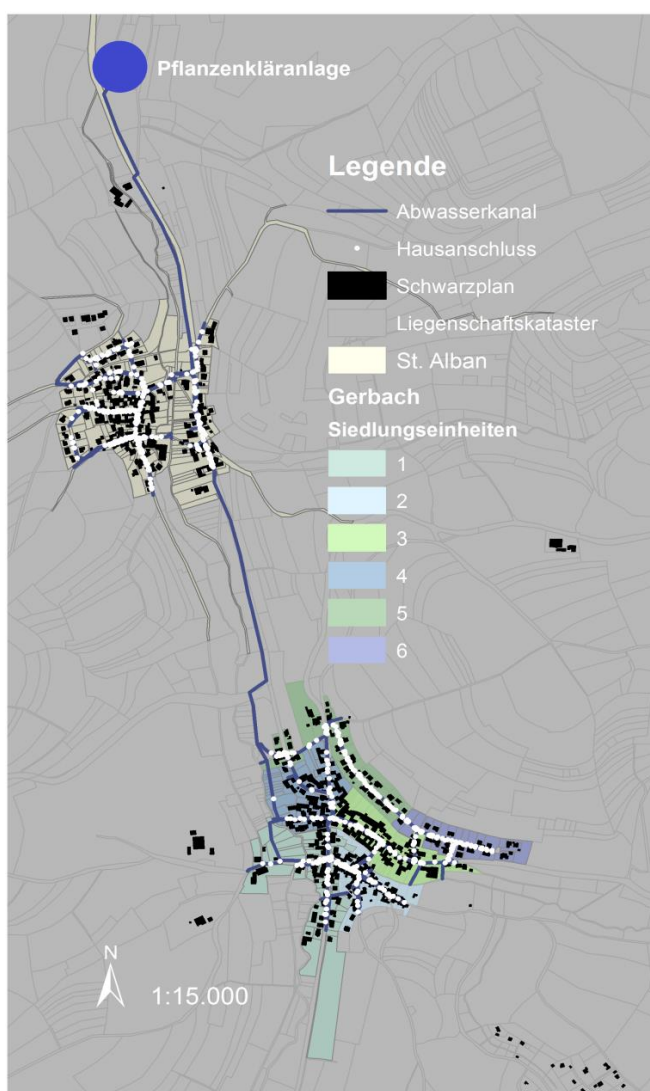 Pflanzenkläranlage
Legende
Abwasserkanal
Hausanschluss
Schwarzplan
Liegenschaftskataster
St. Alban
Gerbach
Siedlungseinheiten
1
2
3
4
5
6
N
1:15.000